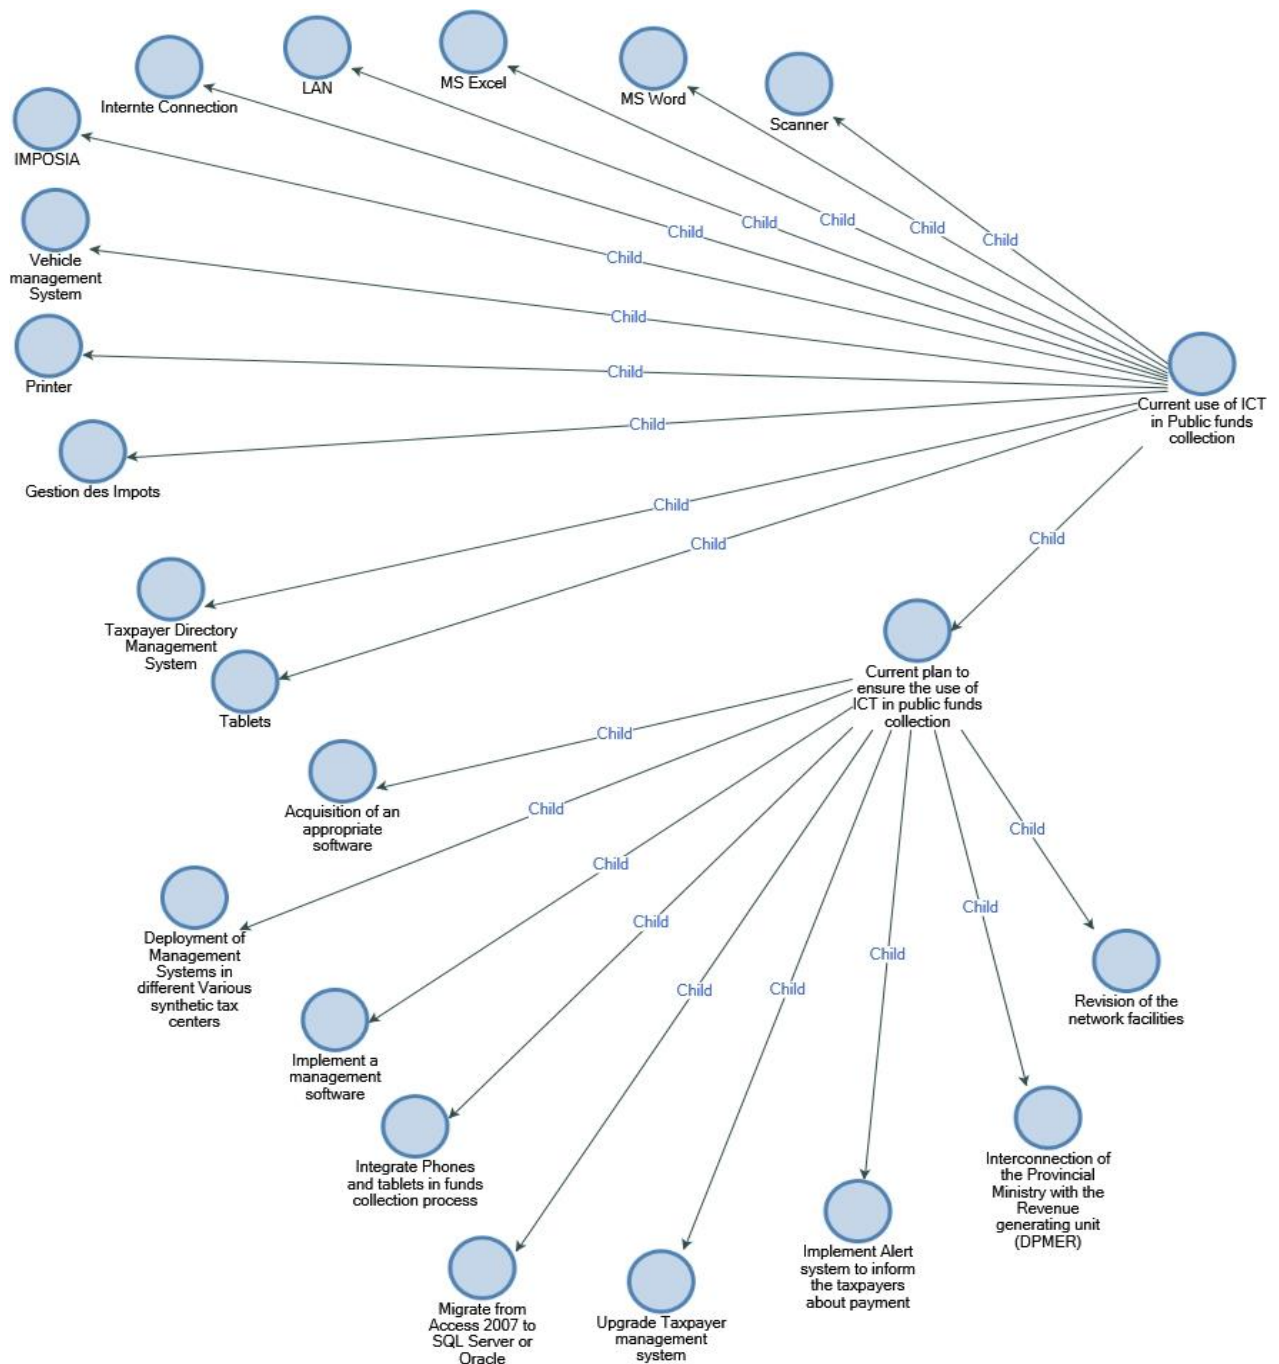 LAN
MS Excel
MS Word
Scanner
Internte Connection
IMPOSIA
Vehicle
management
System
Printer
Gestion des Impots
Taxpayer Directory
Management
System
Tablets
Child
Child
Child
Child
Child
Child
Child
Child
Child
Child
Child
Child
Current use of ICT
in Public funds
collection
Child
Current plan to
ensure the use of
ICT in public funds
collection
Child
Child
Child
Child
Child
Child
Child
Child
Child
Acquisition of an
appropriate
software
Deployment of
Management
Systems in
different Various
synthetic tax
centers
Implement a
management
software
Integrate Phones
and tablets in funds
collection process
Migrate from
Access 2007 to
SQL Server or
Oracle
Upgrade Taxpayer
management
system
Implement Alert
system to inform
the taxpayers
about payment
Interconnection of
the Provincial
Ministry with the
Revenue
generating unit
(DPMER)
Revision of the
network facilities